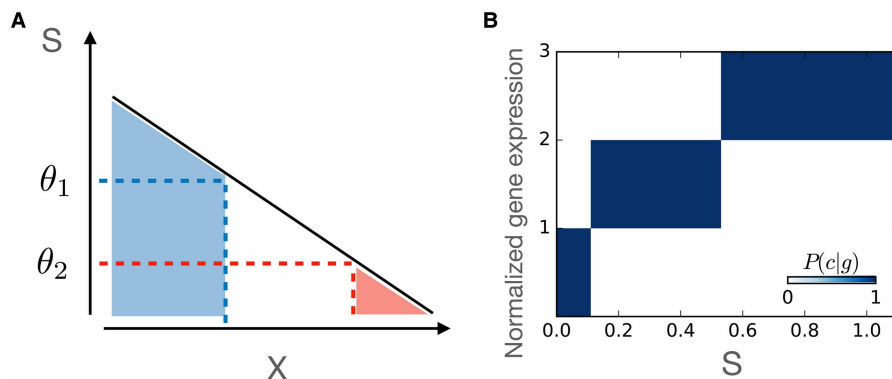 A
S
θ₁
θ₂
X
B
Normalized gene expression
3
2
1
P(c|g)
0 1
0.0 0.2 0.4 0.6 0.8 1.0
S